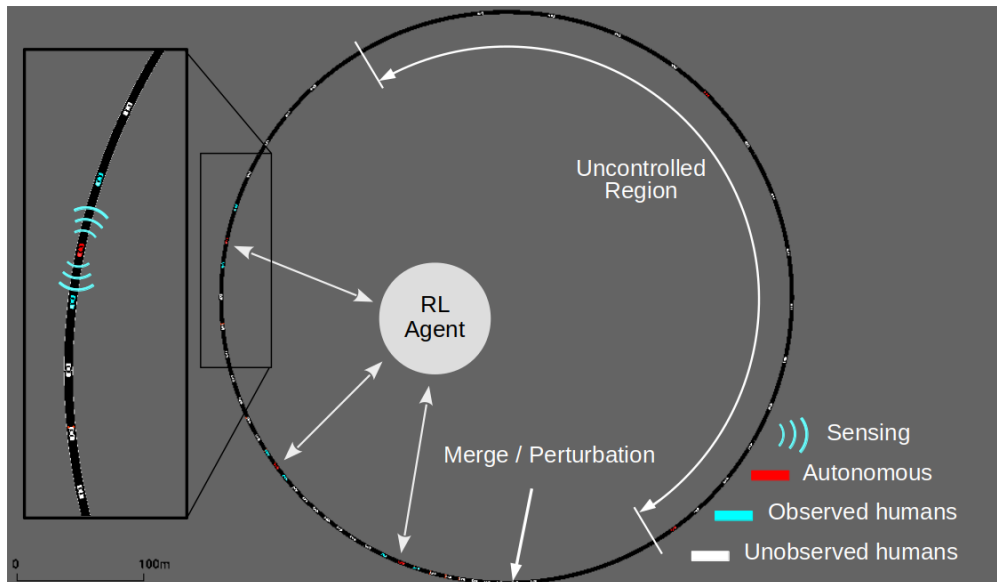 Uncontrolled
Region
RL
Agent
Merge / Perturbation
Sensing
Autonomous
Observed humans
Unobserved humans
0
100m